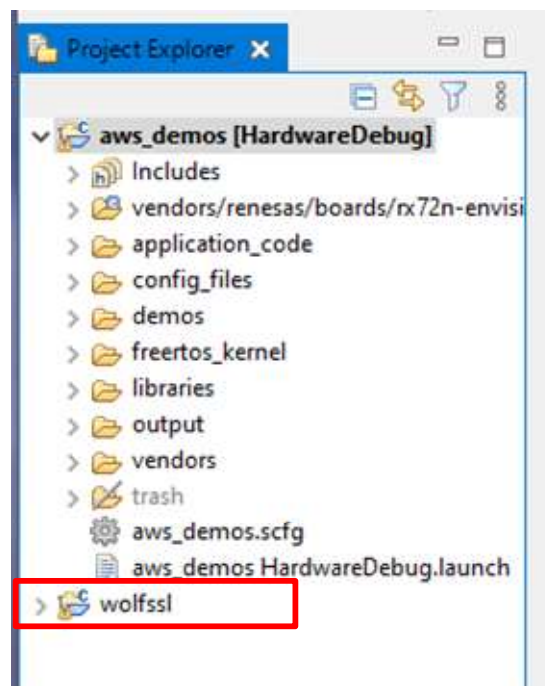 Project Explorer
aws_demos [HardwareDebug]
Includes
vendors/renesas/boards/rx72n-envisi
application_code
config_files
demos
freertos_kernel
libraries
output
vendors
trash
aws_demos.scfg
aws_demos HardwareDebug.launch
wolfssl